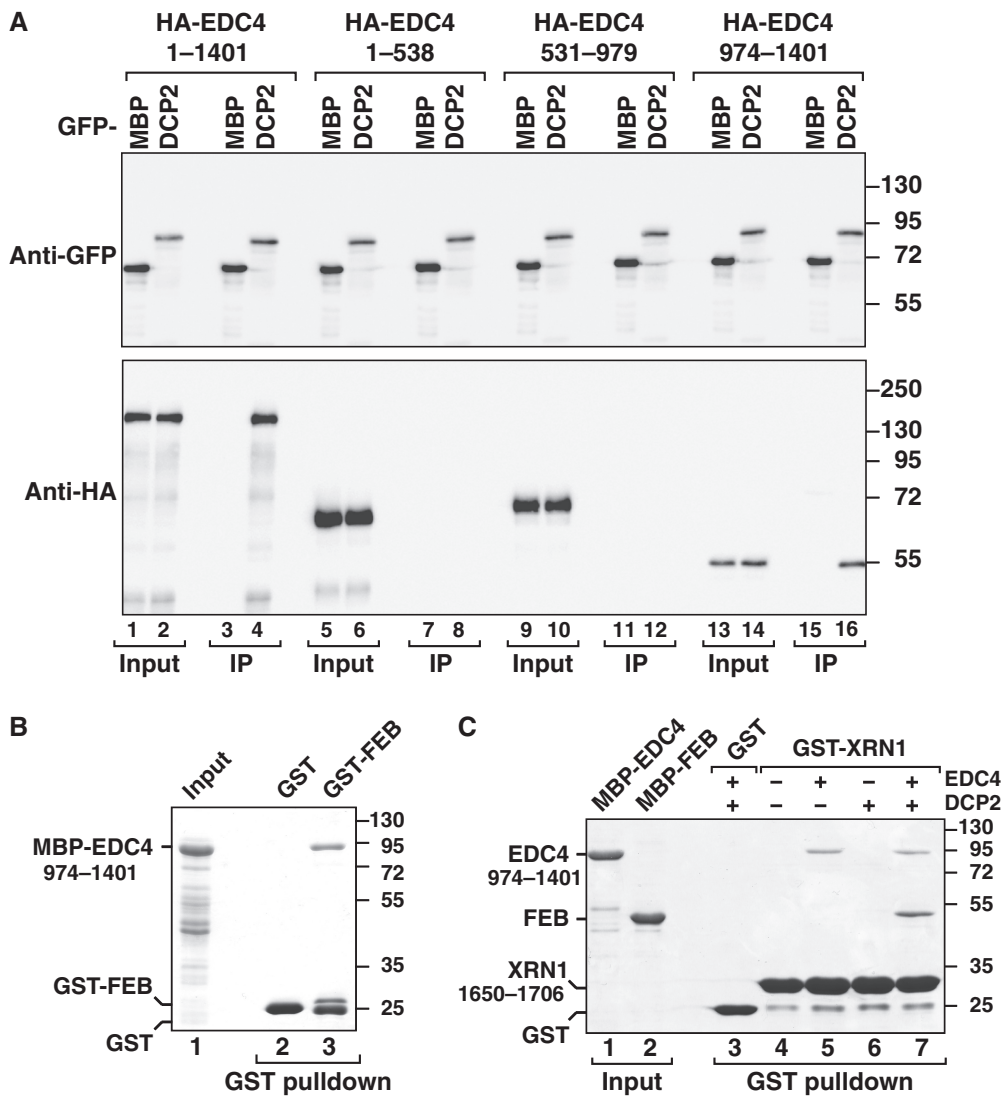 A
HA-EDC4 1–1401
HA-EDC4 1–538
HA-EDC4 531–979
HA-EDC4 974–1401
GFP-
MBP DCP2 MBP DCP2 MBP DCP2 MBP DCP2 MBP DCP2 MBP DCP2 MBP DCP2 MBP DCP2
Anti-GFP
130
95
72
55
Anti-HA
250
130
95
72
55
1 2 3 4 5 6 7 8 9 10 11 12 13 14 15 16
Input IP Input IP Input IP Input IP
B
Input GST GST-FEB
MBP-EDC4
974–1401
GST-FEB
GST
130
95
72
55
35
25
1 2 3
GST pulldown
C
MBP-EDC4 MBP-FEB GST GST-XRN1
+ – + – + EDC4
+ – – + + DCP2
EDC4
974–1401
FEB
XRN1
1650–1706
GST
130
95
72
55
35
25
1 2 3 4 5 6 7
Input GST pulldown